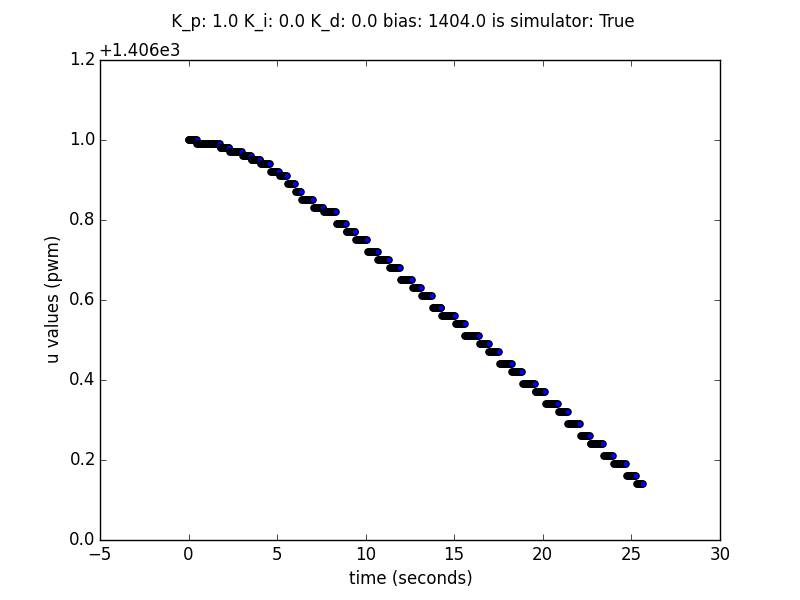 K_p: 1.0 K_i: 0.0 K_d: 0.0 bias: 1404.0 is simulator: True
+1.406e3
1.2
1.0
0.8
0.6
0.4
0.2
0.0
u values (pwm)
−5 0 5 10 15 20 25 30
time (seconds)